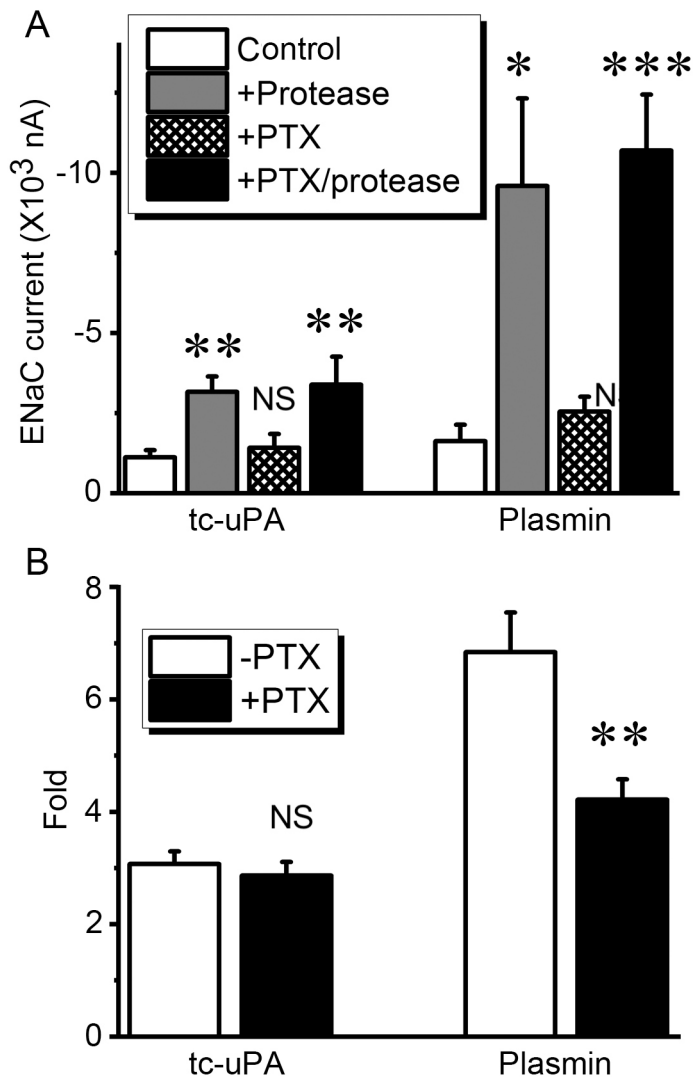 A
Control
+Protease
+PTX
+PTX/protease
ENaC current (X10³ nA)
-10
-5
0
** NS ** * ***
tc-uPA Plasmin
B
8
6
4
2
0
-PTX
+PTX
Fold
NS **
tc-uPA Plasmin